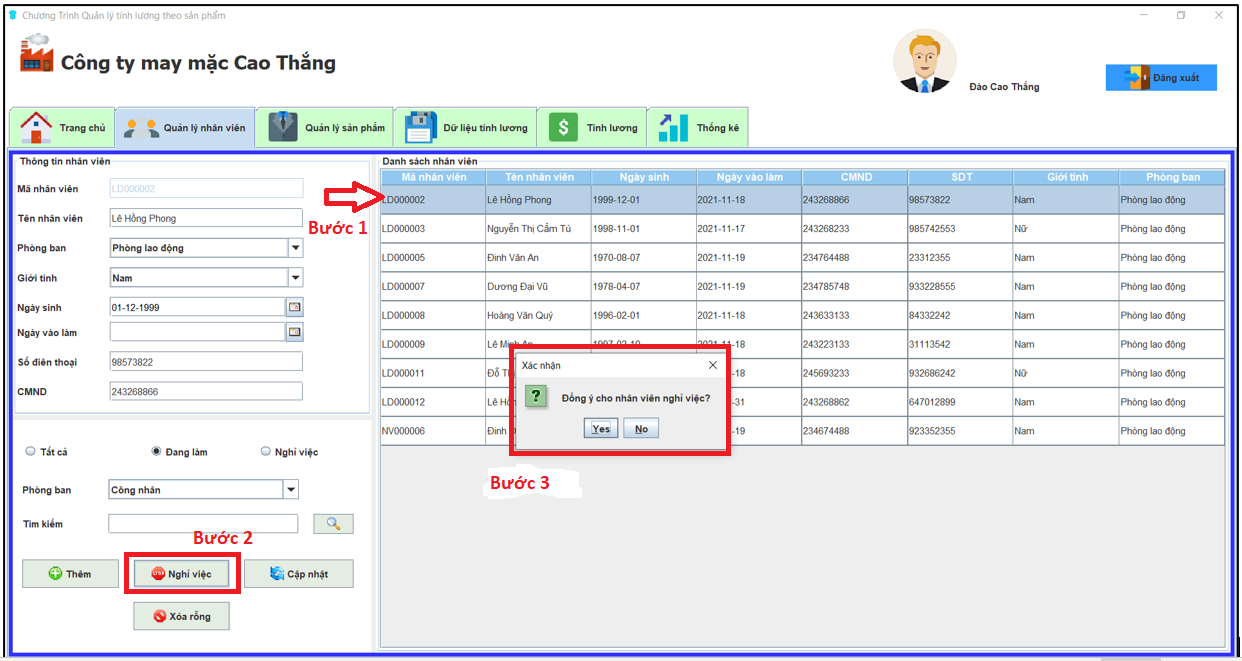 Chương Trình Quản lý tính lương theo sản phẩm
Công ty may mặc Cao Thắng
Đào Cao Thắng
Đăng xuất
Trang chủ
Quản lý nhân viên
Quản lý sản phẩm
Dữ liệu tính lương
Tính lương
Thống kê
Thông tin nhân viên
Mã nhân viên LD000002
Tên nhân viên Lê Hồng Phong
Phòng ban Phòng lao động
Giới tính Nam
Ngày sinh 01-12-1999
Ngày vào làm
Số điện thoại 98573822
CMND 243268866
Tất cả Đang làm Nghỉ việc
Phòng ban Công nhân
Tìm kiếm
Bước 2
Thêm Nghỉ việc Cập nhật
Xóa rỗng
Bước 1
Danh sách nhân viên
Mã nhân viên Tên nhân viên Ngày sinh Ngày vào làm CMND SDT Giới tính Phòng ban
LD000002 Lê Hồng Phong 1999-12-01 2021-11-18 243268866 98573822 Nam Phòng lao động
LD000003 Nguyễn Thị Cẩm Tú 1998-11-01 2021-11-17 243268233 985742553 Nữ Phòng lao động
LD000005 Đinh Văn An 1970-08-07 2021-11-19 234764488 23312355 Nam Phòng lao động
LD000007 Dương Đại Vũ 1978-04-07 2021-11-19 234785748 933228555 Nam Phòng lao động
LD000008 Hoàng Văn Quý 1996-02-01 2021-11-18 243633133 84332242 Nam Phòng lao động
LD000009 Lê Minh An 1997-02-10 2021-11-18 243223133 31113542 Nam Phòng lao động
LD000011 Đỗ -18 245693233 932686242 Nữ Phòng lao động
LD000012 Lê -31 243268862 647012899 Nam Phòng lao động
NV000006 Đinh -19 234674488 923352355 Nam Phòng lao động
Xác nhận
Đồng ý cho nhân viên nghỉ việc?
Yes No
Bước 3